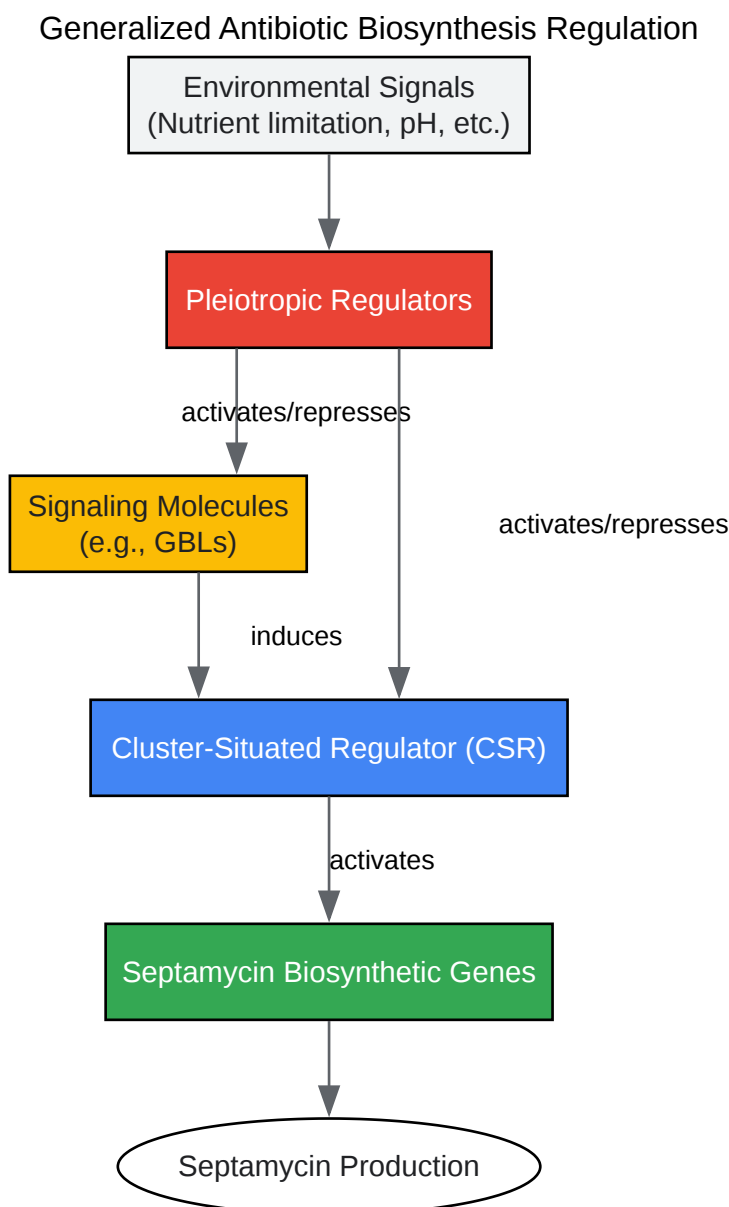 Generalized Antibiotic Biosynthesis Regulation
Environmental Signals
(Nutrient limitation, pH, etc.)
Pleiotropic Regulators
activates/represses
Signaling Molecules
(e.g., GBLs)
activates/represses
induces
Cluster-Situated Regulator (CSR)
activates
Septamycin Biosynthetic Genes
Septamycin Production